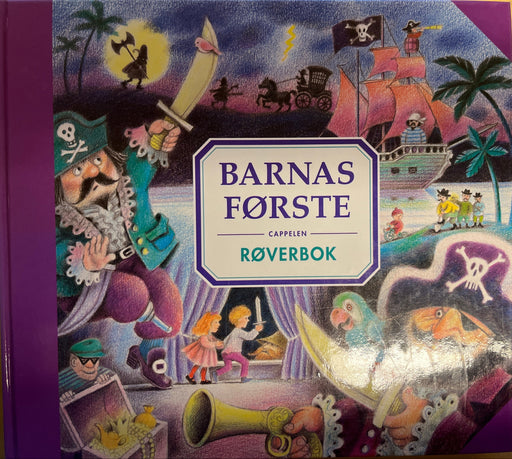 BARNAS
FØRSTE
CAPPELEN
RØVERBOK